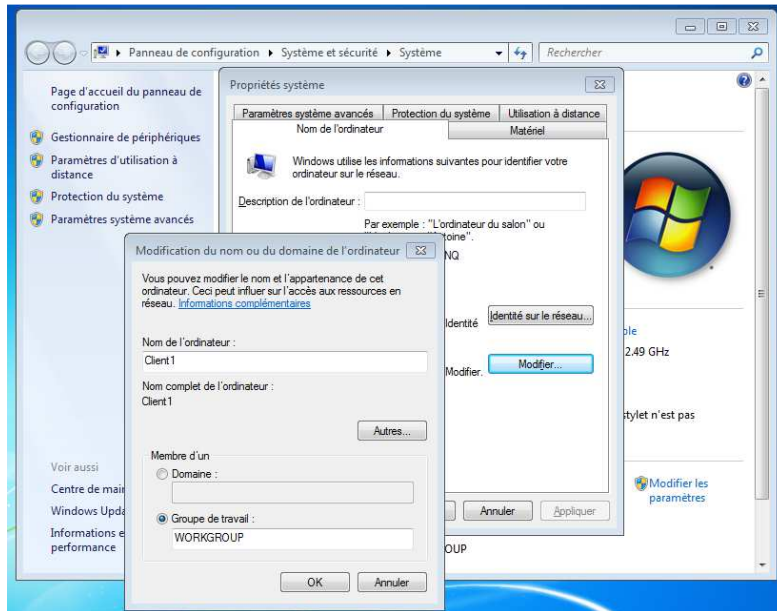 Panneau de configuration ▸ Système et sécurité ▸ Système
Rechercher
Page d'accueil du panneau de
configuration
Gestionnaire de périphériques
Paramètres d'utilisation à
distance
Protection du système
Paramètres système avancés
Voir aussi
Centre de main
Windows Upda
Informations e
performance
Propriétés système
Paramètres système avancés
Protection du système
Utilisation à distance
Nom de l'ordinateur
Matériel
Windows utilise les informations suivantes pour identifier votre
ordinateur sur le réseau.
Description de l'ordinateur :
Par exemple : "L'ordinateur du salon" ou
toine".
NQ
Identité
Identité sur le réseau...
Modifier.
Modifier...
Annuler
Appliquer
OUP
ple
2.49 GHz
stylet n'est pas
Modifier les
paramètres
Modification du nom ou du domaine de l'ordinateur
Vous pouvez modifier le nom et l'appartenance de cet
ordinateur. Ceci peut influer sur l'accès aux ressources en
réseau. Informations complémentaires
Nom de l'ordinateur :
Client1
Nom complet de l'ordinateur :
Client1
Autres...
Membre d'un
Domaine :
Groupe de travail :
WORKGROUP
OK
Annuler